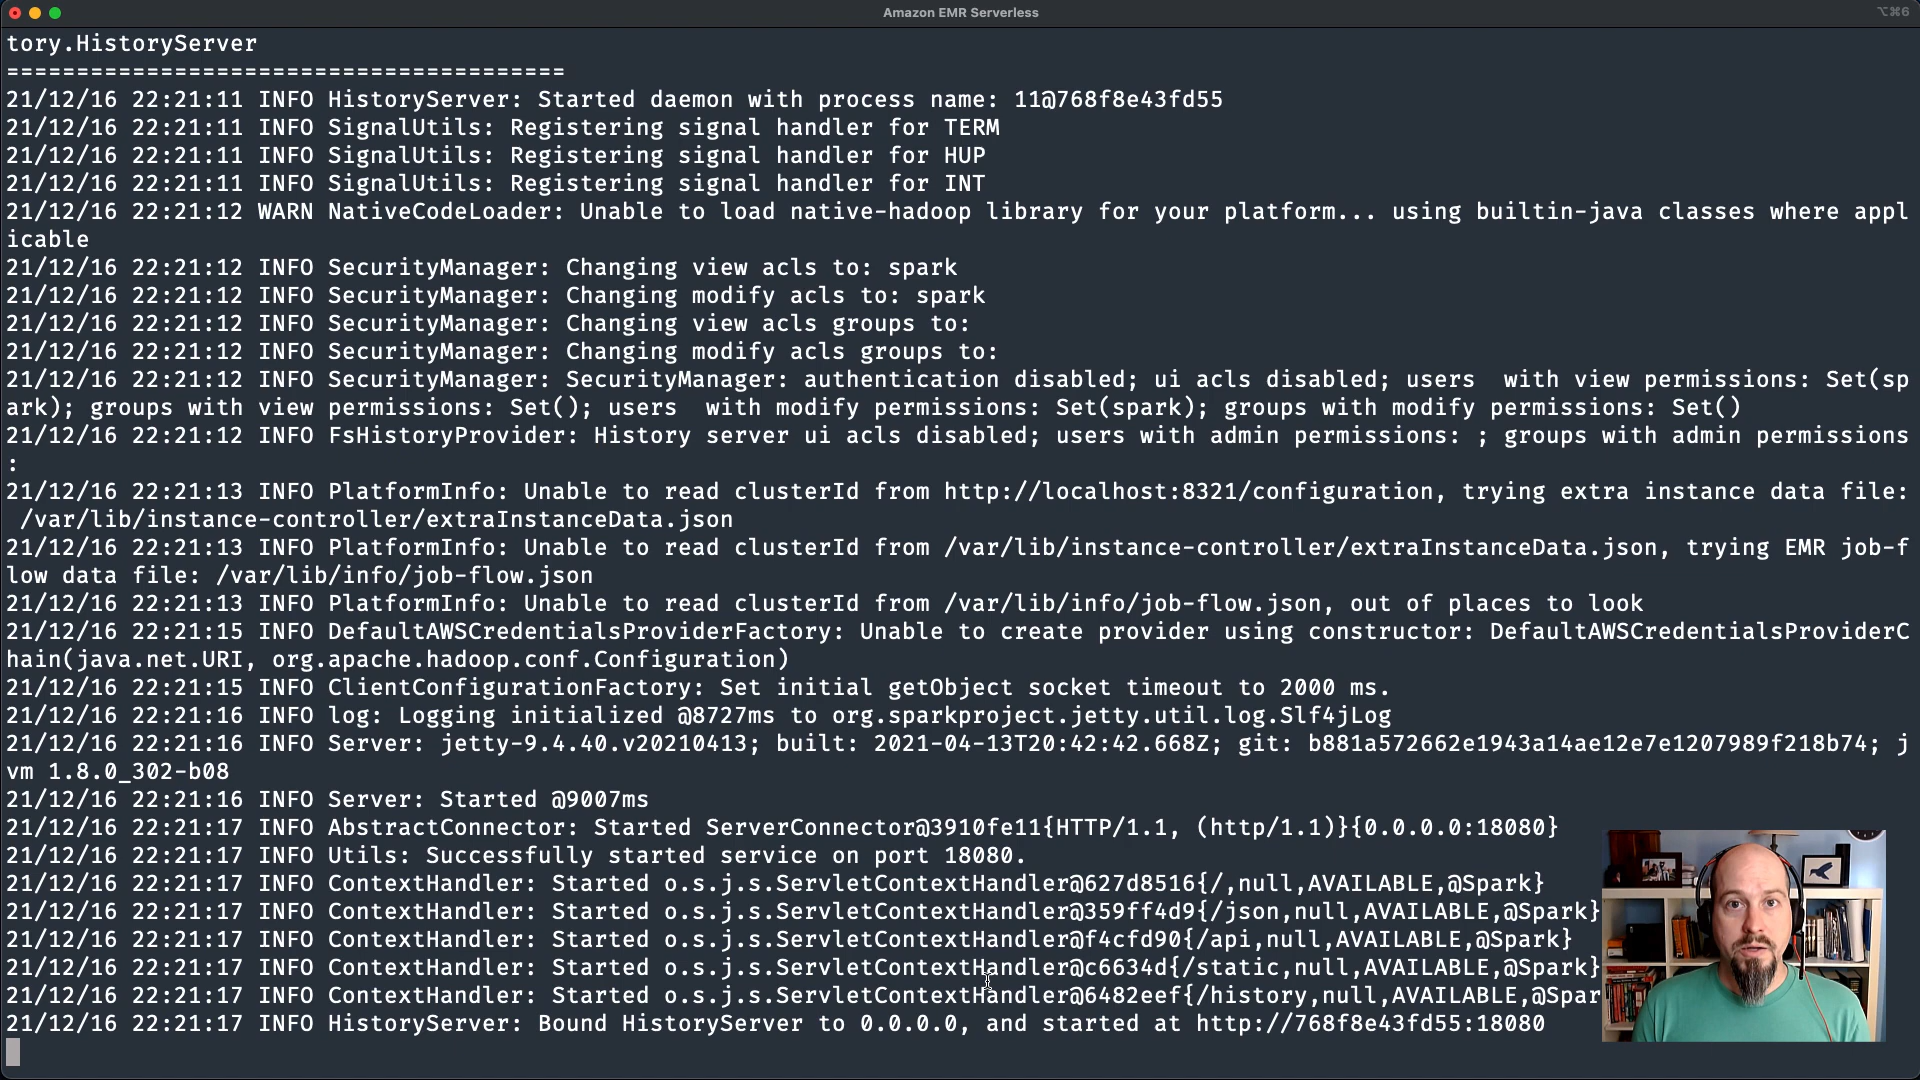 Amazon EMR Serverless
⌥⌘6
tory.HistoryServer
========================================
21/12/16 22:21:11 INFO HistoryServer: Started daemon with process name: 11@768f8e43fd55
21/12/16 22:21:11 INFO SignalUtils: Registering signal handler for TERM
21/12/16 22:21:11 INFO SignalUtils: Registering signal handler for HUP
21/12/16 22:21:11 INFO SignalUtils: Registering signal handler for INT
21/12/16 22:21:12 WARN NativeCodeLoader: Unable to load native-hadoop library for your platform... using builtin-java classes where appl
icable
21/12/16 22:21:12 INFO SecurityManager: Changing view acls to: spark
21/12/16 22:21:12 INFO SecurityManager: Changing modify acls to: spark
21/12/16 22:21:12 INFO SecurityManager: Changing view acls groups to:
21/12/16 22:21:12 INFO SecurityManager: Changing modify acls groups to:
21/12/16 22:21:12 INFO SecurityManager: SecurityManager: authentication disabled; ui acls disabled; users  with view permissions: Set(sp
ark); groups with view permissions: Set(); users  with modify permissions: Set(spark); groups with modify permissions: Set()
21/12/16 22:21:12 INFO FsHistoryProvider: History server ui acls disabled; users with admin permissions: ; groups with admin permissions
:
21/12/16 22:21:13 INFO PlatformInfo: Unable to read clusterId from http://localhost:8321/configuration, trying extra instance data file:
 /var/lib/instance-controller/extraInstanceData.json
21/12/16 22:21:13 INFO PlatformInfo: Unable to read clusterId from /var/lib/instance-controller/extraInstanceData.json, trying EMR job-f
low data file: /var/lib/info/job-flow.json
21/12/16 22:21:13 INFO PlatformInfo: Unable to read clusterId from /var/lib/info/job-flow.json, out of places to look
21/12/16 22:21:15 INFO DefaultAWSCredentialsProviderFactory: Unable to create provider using constructor: DefaultAWSCredentialsProviderC
hain(java.net.URI, org.apache.hadoop.conf.Configuration)
21/12/16 22:21:15 INFO ClientConfigurationFactory: Set initial getObject socket timeout to 2000 ms.
21/12/16 22:21:16 INFO log: Logging initialized @8727ms to org.sparkproject.jetty.util.log.Slf4jLog
21/12/16 22:21:16 INFO Server: jetty-9.4.40.v20210413; built: 2021-04-13T20:42:42.668Z; git: b881a572662e1943a14ae12e7e1207989f218b74; j
vm 1.8.0_302-b08
21/12/16 22:21:16 INFO Server: Started @9007ms
21/12/16 22:21:17 INFO AbstractConnector: Started ServerConnector@3910fe11{HTTP/1.1, (http/1.1)}{0.0.0.0:18080}
21/12/16 22:21:17 INFO Utils: Successfully started service on port 18080.
21/12/16 22:21:17 INFO ContextHandler: Started o.s.j.s.ServletContextHandler@627d8516{/,null,AVAILABLE,@Spark}
21/12/16 22:21:17 INFO ContextHandler: Started o.s.j.s.ServletContextHandler@359ff4d9{/json,null,AVAILABLE,@Spark}
21/12/16 22:21:17 INFO ContextHandler: Started o.s.j.s.ServletContextHandler@f4cfd90{/api,null,AVAILABLE,@Spark}
21/12/16 22:21:17 INFO ContextHandler: Started o.s.j.s.ServletContextHandler@c6634d{/static,null,AVAILABLE,@Spark}
21/12/16 22:21:17 INFO ContextHandler: Started o.s.j.s.ServletContextHandler@6482eef{/history,null,AVAILABLE,@Spar
21/12/16 22:21:17 INFO HistoryServer: Bound HistoryServer to 0.0.0.0, and started at http://768f8e43fd55:18080